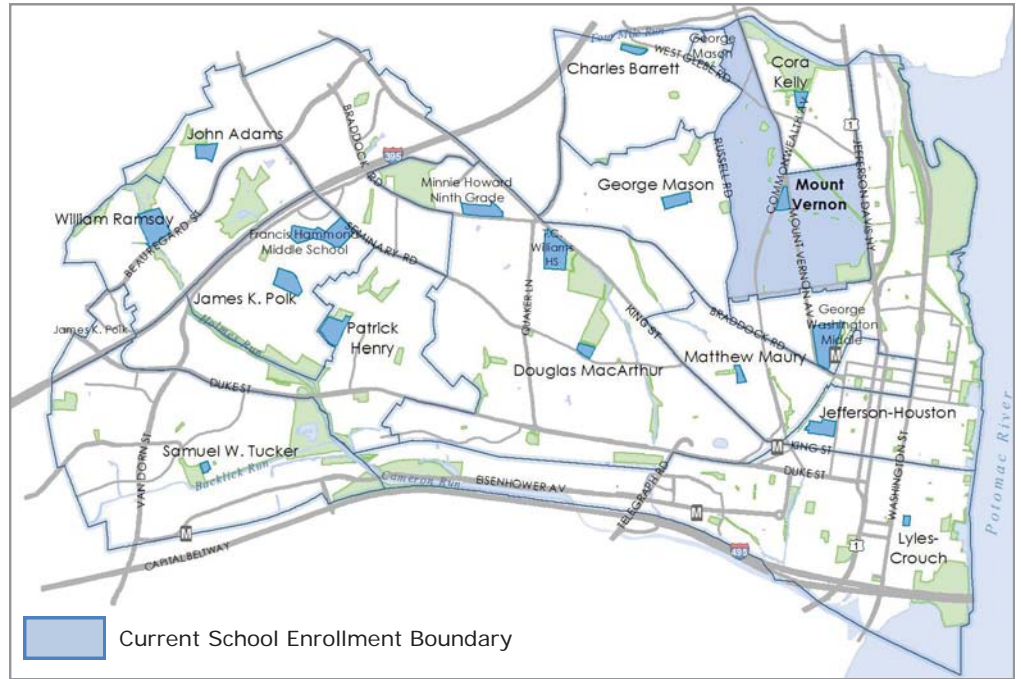 Four Mile Run
George
Mason
WEST GLEBE RD
Charles Barrett
Cora
Kelly
COMMONWEALTH AV
1
JEFFERSON DAVIS HY
John Adams
BRADDOCK RD
395
Minnie Howard
Ninth Grade
George Mason
RUSSELL RD
Mount
Vernon
MOUNT VERNON AV
William Ramsay
BEAUREGARD ST
Francis Hammond
Middle School
SEMINARY RD
T.C.
Williams
HS
James K. Polk
James K. Polk
Holmes Run
Patrick
Henry
QUAKER LN
KING ST
BRADDOCK RD
George
Washington
Middle
M
Douglas MacArthur
Matthew Maury
DUKE ST
Jefferson-Houston
M
KING ST
DUKE ST
WASHINGTON ST
Potomac River
VAN DORN ST
Samuel W. Tucker
Backlick Run
Cameron Run
EISENHOWER AV
TELEGRAPH RD
M
M
CAPITAL BELTWAY
495
1
Lyles-
Crouch
Current School Enrollment Boundary